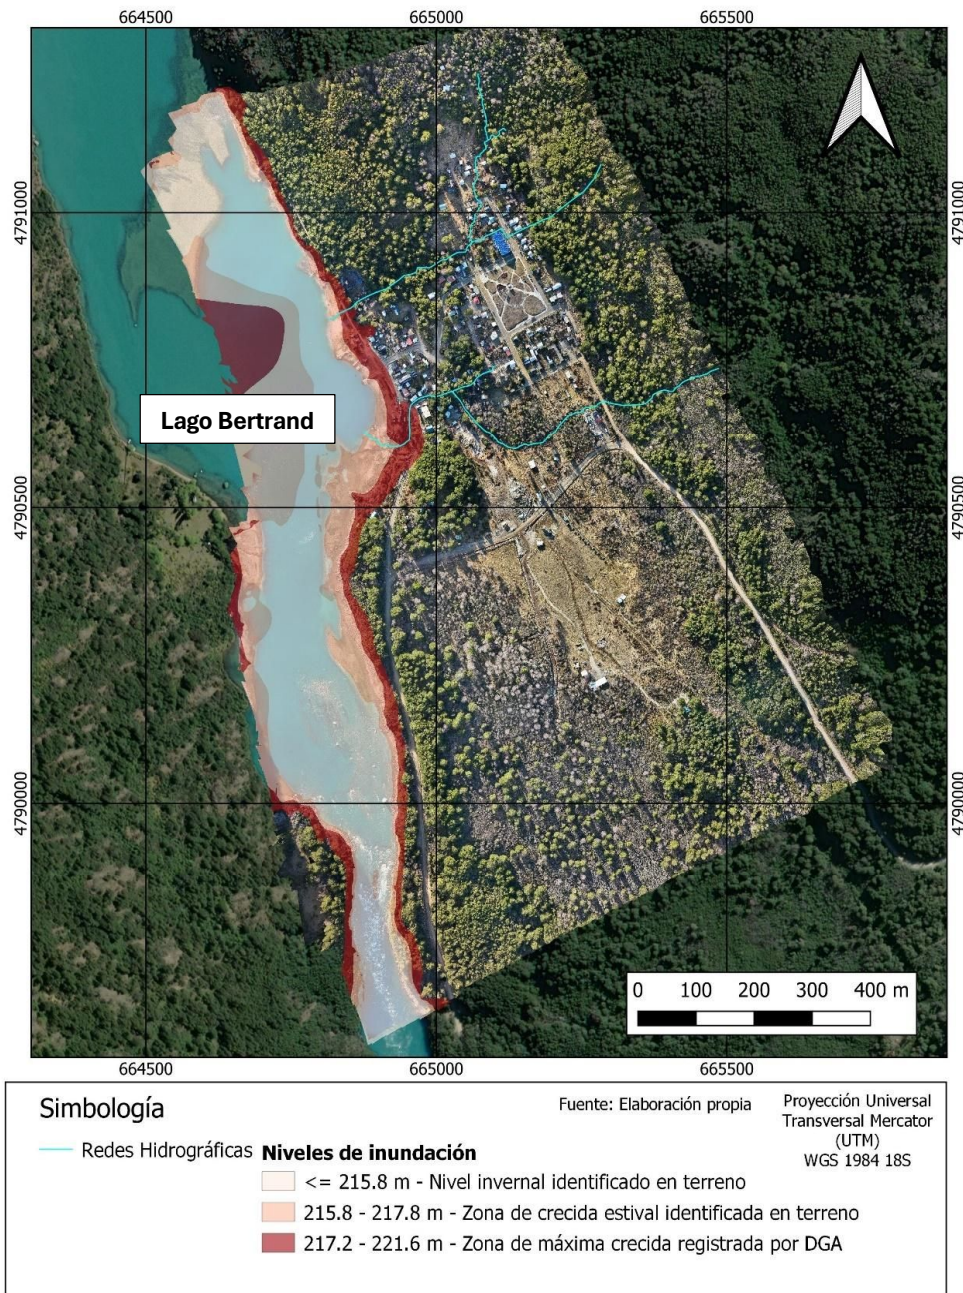 664500 665000 665500
4791000 4791000
Lago Bertrand
4790500 4790500
4790000 4790000
0 100 200 300 400 m
664500 665000 665500
Simbología
Fuente: Elaboración propia
Proyección Universal
Transversal Mercator
(UTM)
WGS 1984 18S
Redes Hidrográficas
Niveles de inundación
<= 215.8 m - Nivel invernal identificado en terreno
215.8 - 217.8 m - Zona de crecida estival identificada en terreno
217.2 - 221.6 m - Zona de máxima crecida registrada por DGA